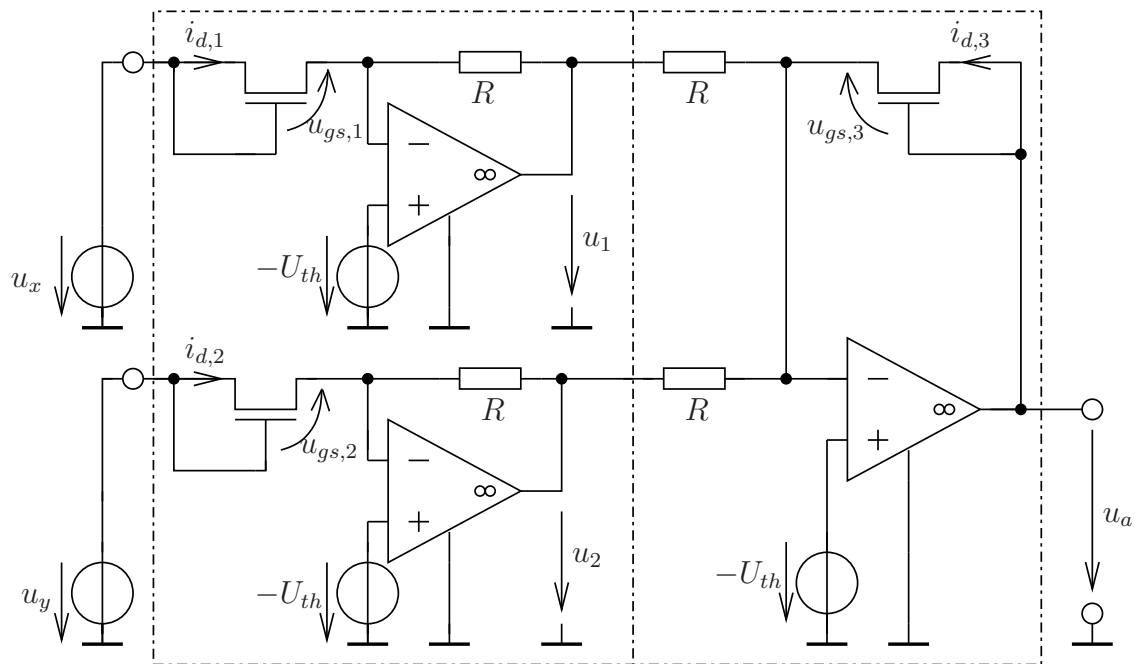 i_{d,1}
i_{d,3}
R
R
u_{gs,1}
u_{gs,3}
−
∞
+
u_x
−U_{th}
u_1
i_{d,2}
R
R
u_{gs,2}
−
∞
+
−
∞
+
u_y
−U_{th}
u_2
−U_{th}
u_a